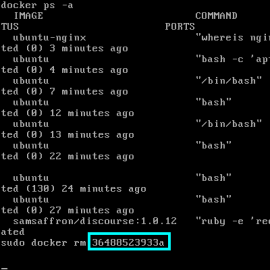 docker ps -a
IMAGE COMMAND
TUS PORTS
ubuntu-nginx "whereis ngi
ted (0) 3 minutes ago
ubuntu "bash -c 'ap
ted (0) 4 minutes ago
ubuntu "/bin/bash"
ted (0) 7 minutes ago
ubuntu "bash"
ted (0) 12 minutes ago
ubuntu "/bin/bash"
ted (0) 13 minutes ago
ubuntu "bash"
ted (0) 22 minutes ago
ubuntu "bash"
ted (130) 24 minutes ago
ubuntu "bash"
ted (0) 27 minutes ago
samsaffron/discourse:1.0.12 "ruby -e 'rec
ated
sudo docker rm 36488523933a